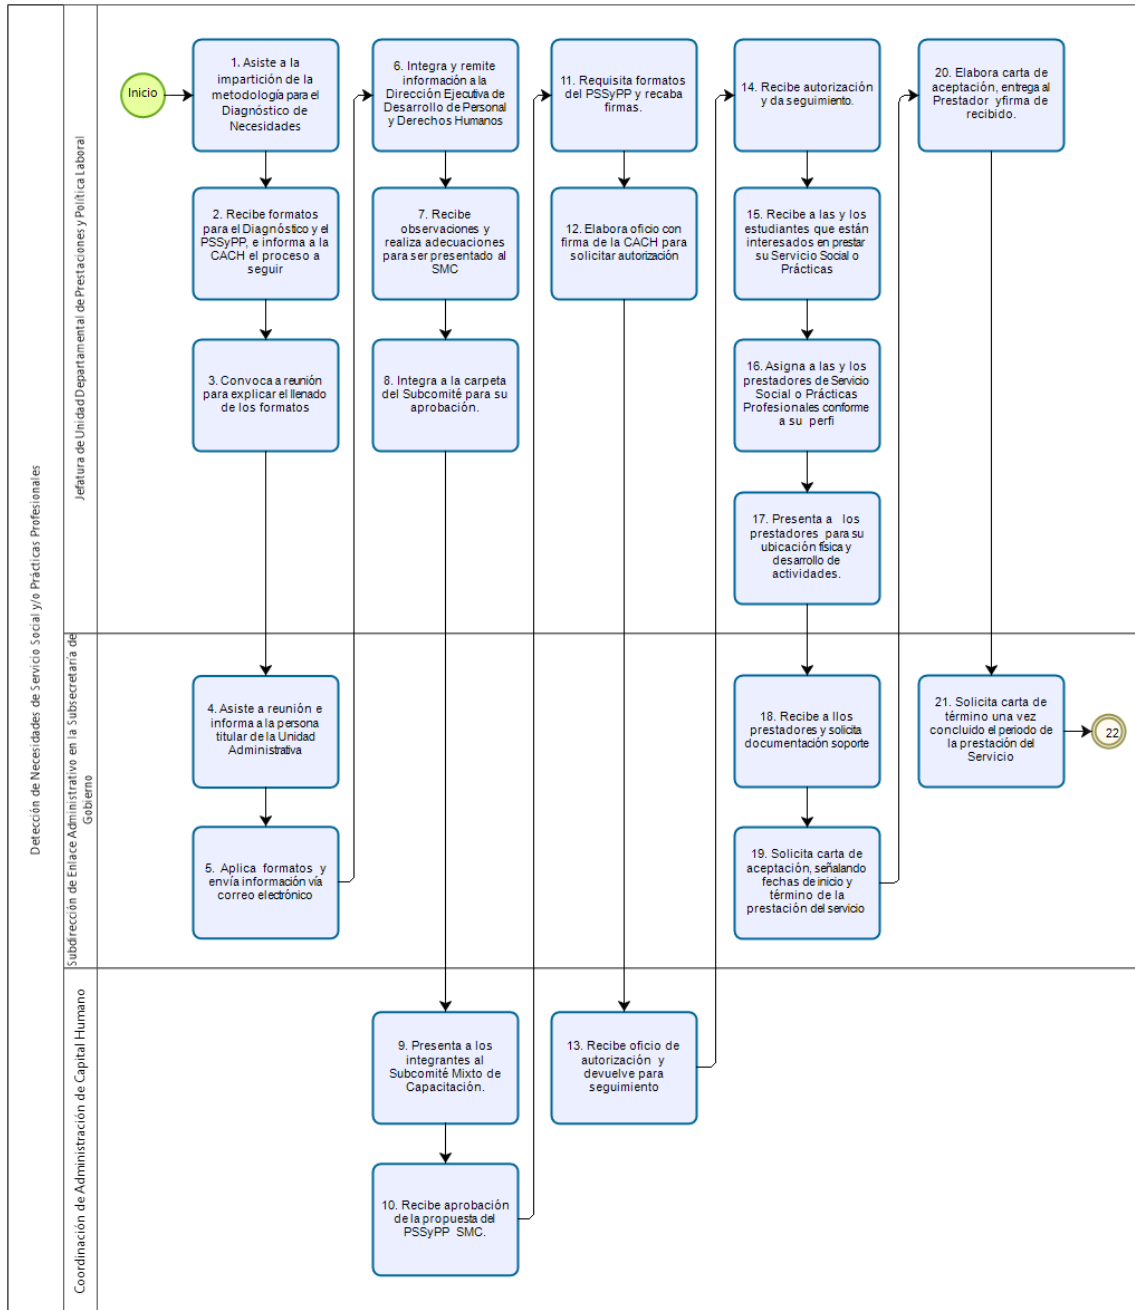 Detección de Necesidades de Servicio Social y/o Prácticas Profesionales
Jefatura de Unidad Departamental de Prestaciones y Política Laboral
Inicio
1. Asiste a la
impartición de la
metodología para el
Diagnóstico de
Necesidades
2. Recibe formatos
para el Diagnóstico y el
PSSyPP, e informa a la
CACH el proceso a
seguir
3. Convoca a reunión
para explicar el llenado
de los formatos
6. Integra y remite
información a la
Dirección Ejecutiva de
Desarrollo de Personal
y Derechos Humanos
7. Recibe
observaciones y
realiza adecuaciones
para ser presentado al
SMC
8. Integra a la carpeta
del Subcomité para su
aprobación.
11. Requisita formatos
del PSSyPP y recaba
firmas.
12. Elabora oficio con
firma de la CACH para
solicitar autorización
14. Recibe autorización
y da seguimiento.
15. Recibe a las y los
estudiantes que están
interesados en prestar
su Servicio Social o
Prácticas
16. Asigna a las y los
prestadores de Servicio
Social o Prácticas
Profesionales conforme
a su perfi
17. Presenta a los
prestadores para su
ubicación física y
desarrollo de
actividades.
20. Elabora carta de
aceptación, entrega al
Prestador yfirma de
recibido.
Subdirección de Enlace Administrativo en la Subsecretaría de
Gobierno
4. Asiste a reunión e
informa a la persona
titular de la Unidad
Administrativa
5. Aplica formatos y
envía información vía
correo electrónico
18. Recibe a llos
prestadores y solicita
documentación soporte
19. Solicita carta de
aceptación, señalando
fechas de inicio y
término de la
prestación del servicio
21. Solicita carta de
término una vez
concluido el periodo de
la prestación del
Servicio
22
Coordinación de Administración de Capital Humano
9. Presenta a los
integrantes al
Subcomité Mixto de
Capacitación.
10. Recibe aprobación
de la propuesta del
PSSyPP SMC.
13. Recibe oficio de
autorización y
devuelve para
seguimiento